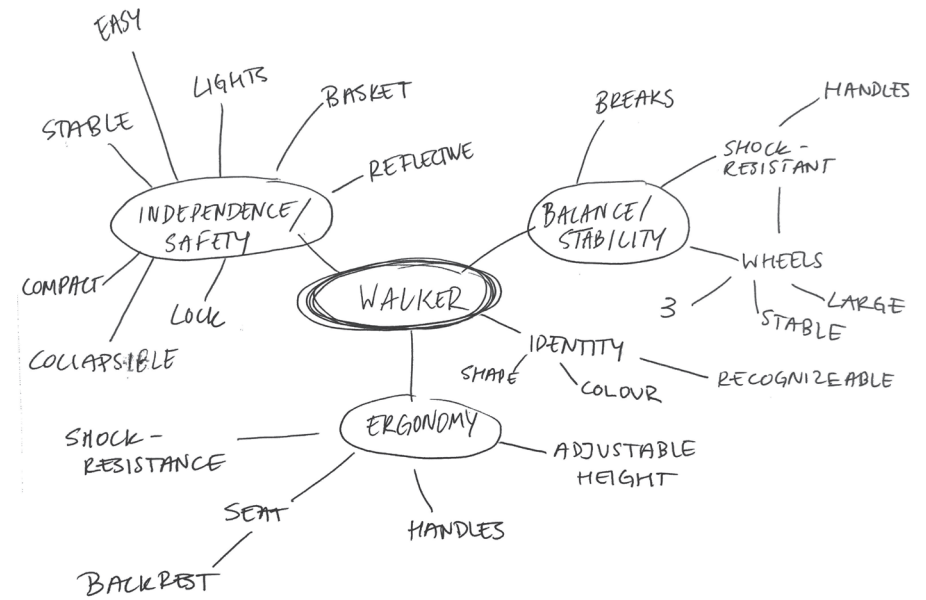 EASY
LIGHTS
BASKET
STABLE
REFLECTIVE
INDEPENDENCE/
SAFETY
COMPACT
LOCK
COLLAPSIBLE
WALKER
BREAKS
HANDLES
SHOCK-
RESISTANT
BALANCE/
STABILITY
WHEELS
3
STABLE
LARGE
IDENTITY
SHAPE
COLOUR
RECOGNIZEABLE
ERGONOMY
SHOCK-
RESISTANCE
ADJUSTABLE
HEIGHT
SEAT
HANDLES
BACKREST